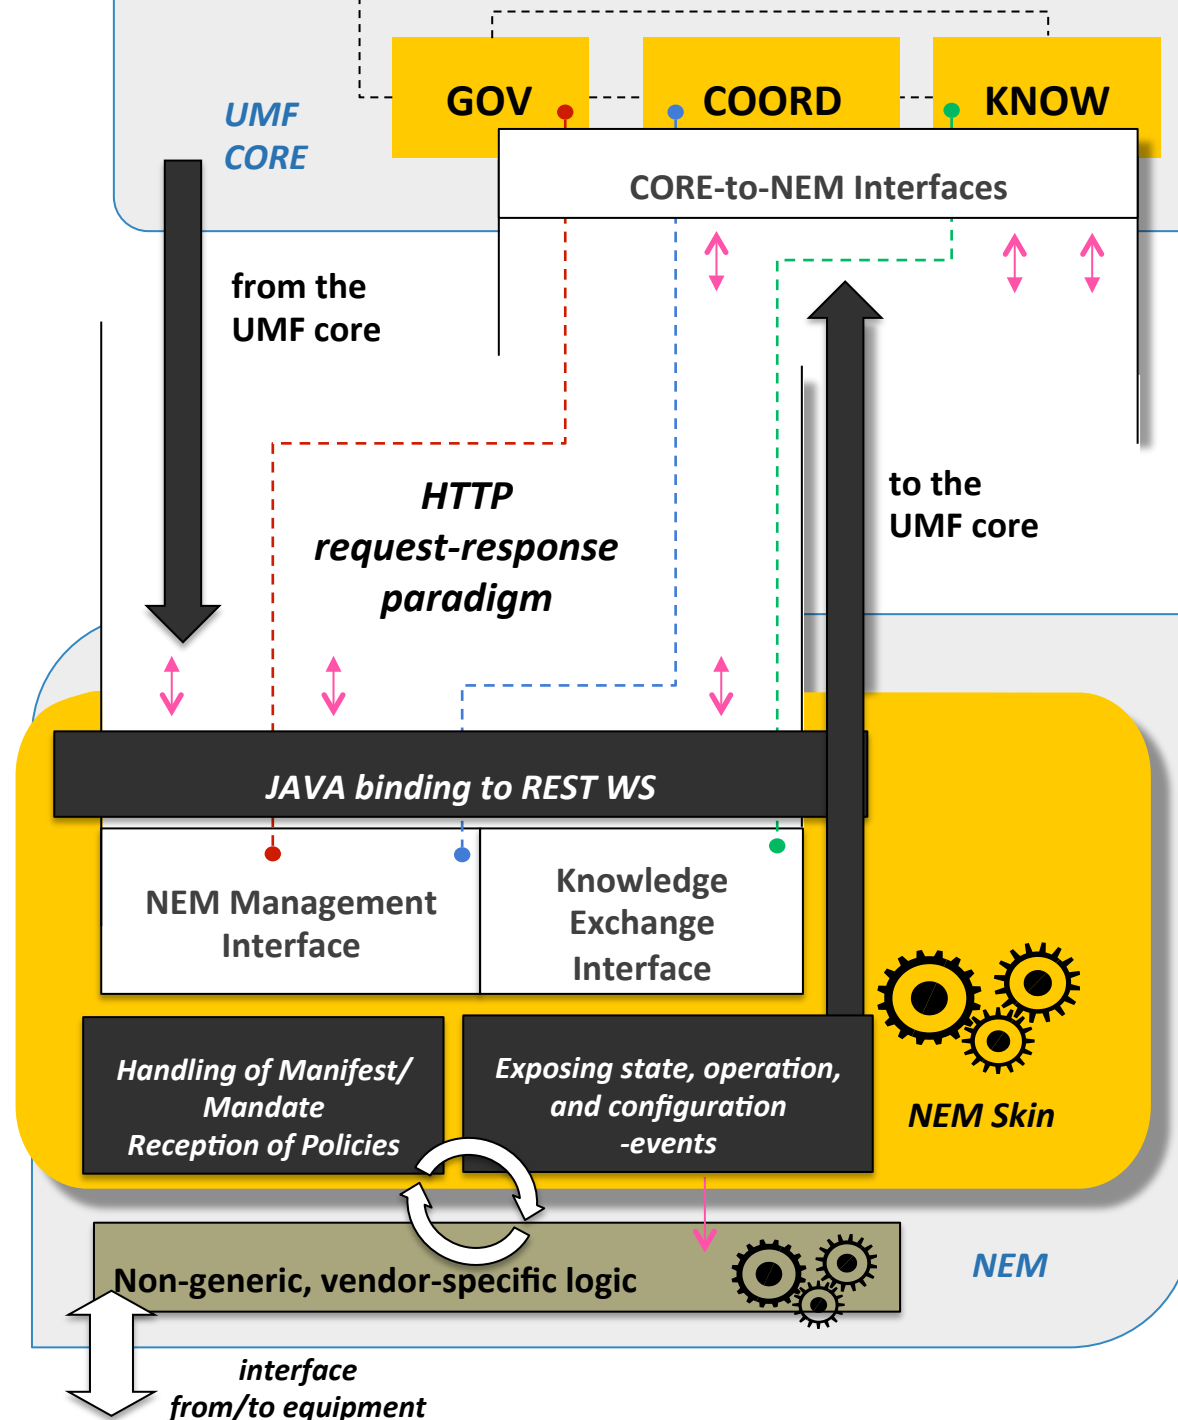 GOV
COORD
KNOW
UMF
CORE
CORE-to-NEM Interfaces
from the
UMF core
HTTP
request-response
paradigm
to the
UMF core
JAVA binding to REST WS
NEM Management
Interface
Knowledge
Exchange
Interface
Handling of Manifest/
Mandate
Reception of Policies
Exposing state, operation,
and configuration
-events
NEM Skin
Non-generic, vendor-specific logic
NEM
interface
from/to equipment